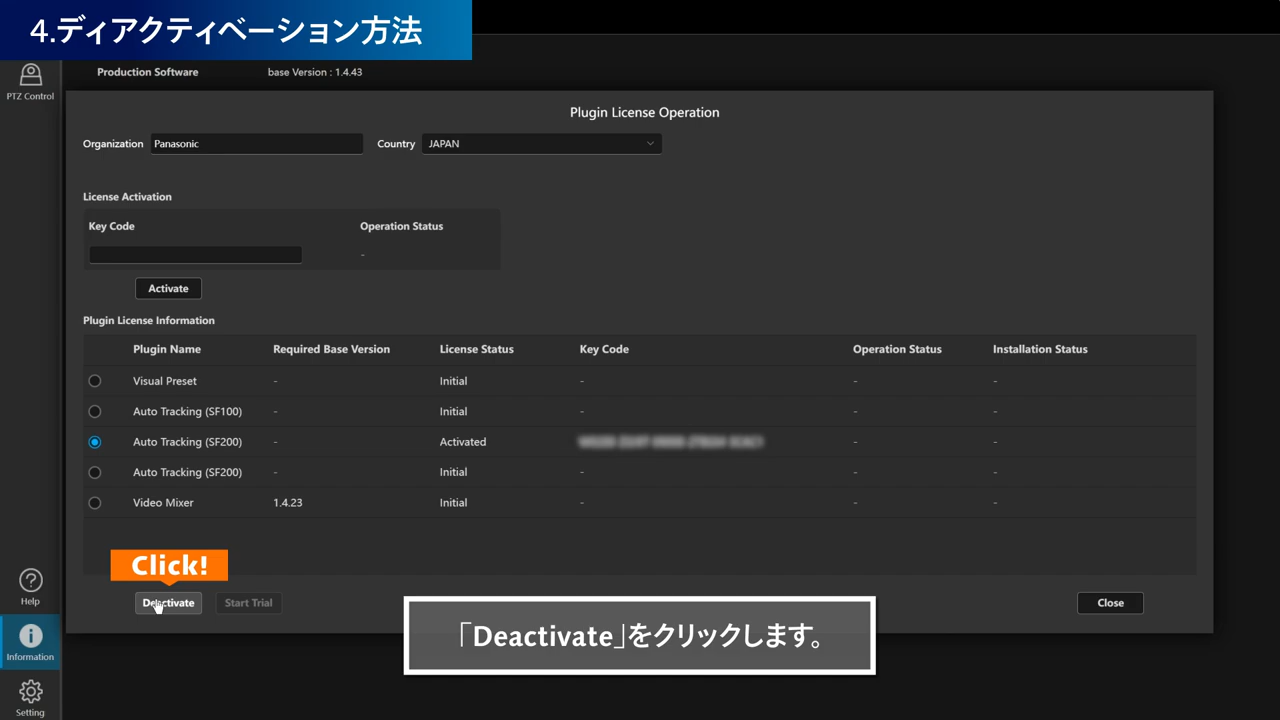 4.ディアクティベーション方法
Production Software base Version : 1.4.43
PTZ Control
Plugin License Operation
Organization Panasonic Country JAPAN
License Activation
Key Code Operation Status
-
Activate
Plugin License Information
Plugin Name Required Base Version License Status Key Code Operation Status Installation Status
Visual Preset - Initial - - -
Auto Tracking (SF100) - Initial - - -
Auto Tracking (SF200) - Activated - -
Auto Tracking (SF200) - Initial - - -
Video Mixer 1.4.23 Initial - - -
Click!
Deactivate Start Trial Close
「Deactivate」をクリックします。
Help
Information
Setting